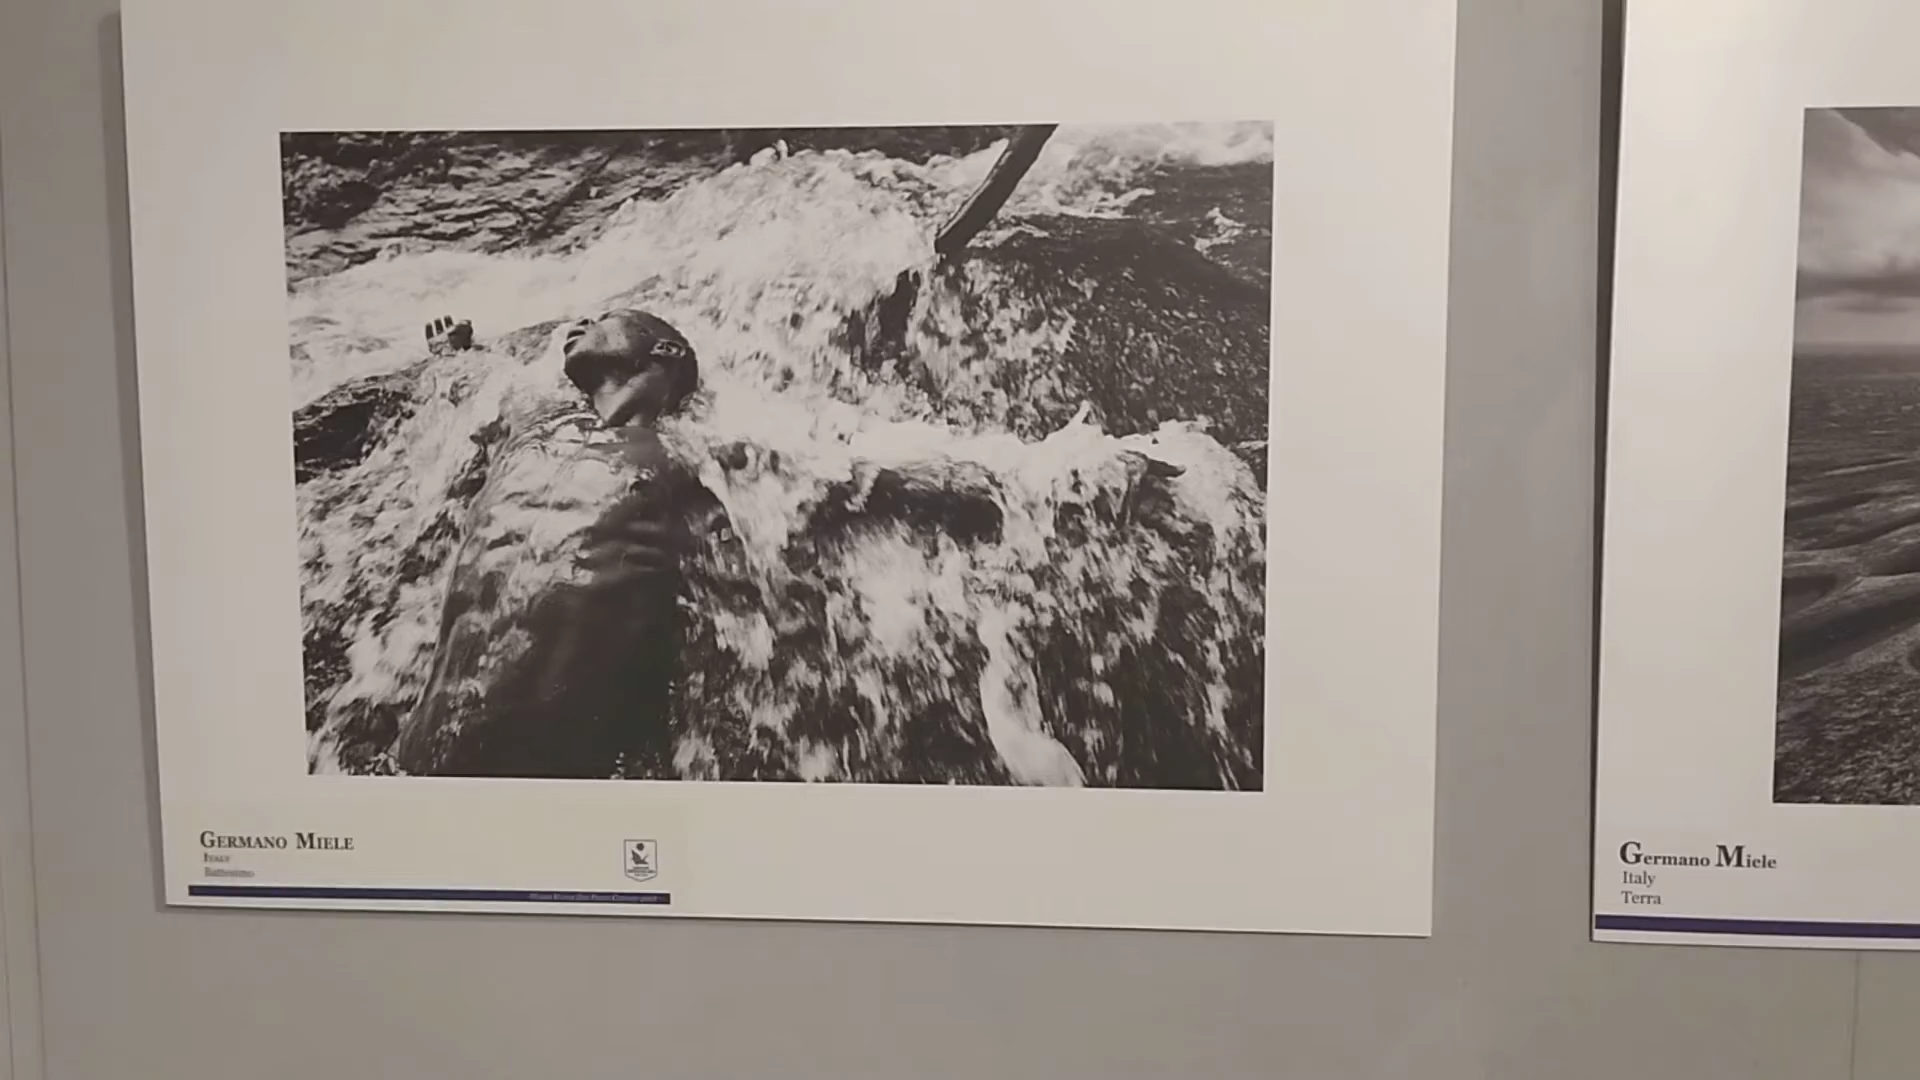 GERMANO MIELE
ITALY
Battesimo
Germano Miele
Italy
Terra